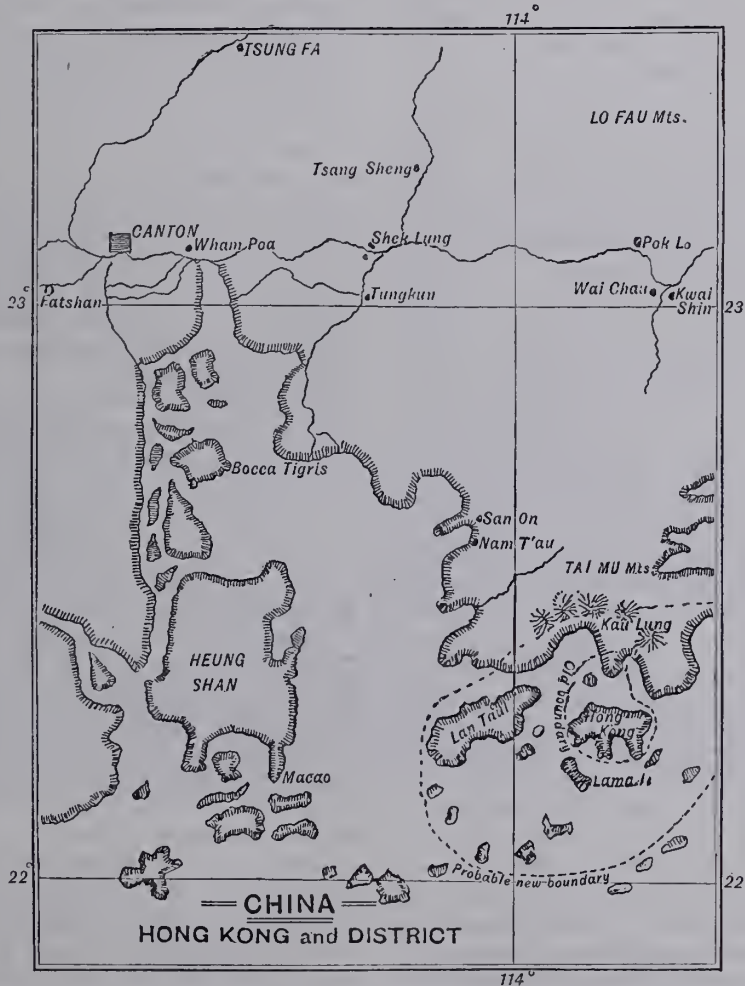 114°
TSUNG FA
LO FAU Mts.
Tsang Sheng
CANTON
Wham Poa
Shek Lung
Pok Lo
Fatshan
23°
Tungkun
Wai Chau
Kwai
Shin
23
Bocca Tigris
San On
Nam T'au
TAI MU Mts.
Kau Lung
HEUNG
SHAN
Old boundary
Lan Tau I.
Hong
Kong
Macao
Lama Is
Probable new boundary
22°
22
CHINA
HONG KONG and DISTRICT
114°